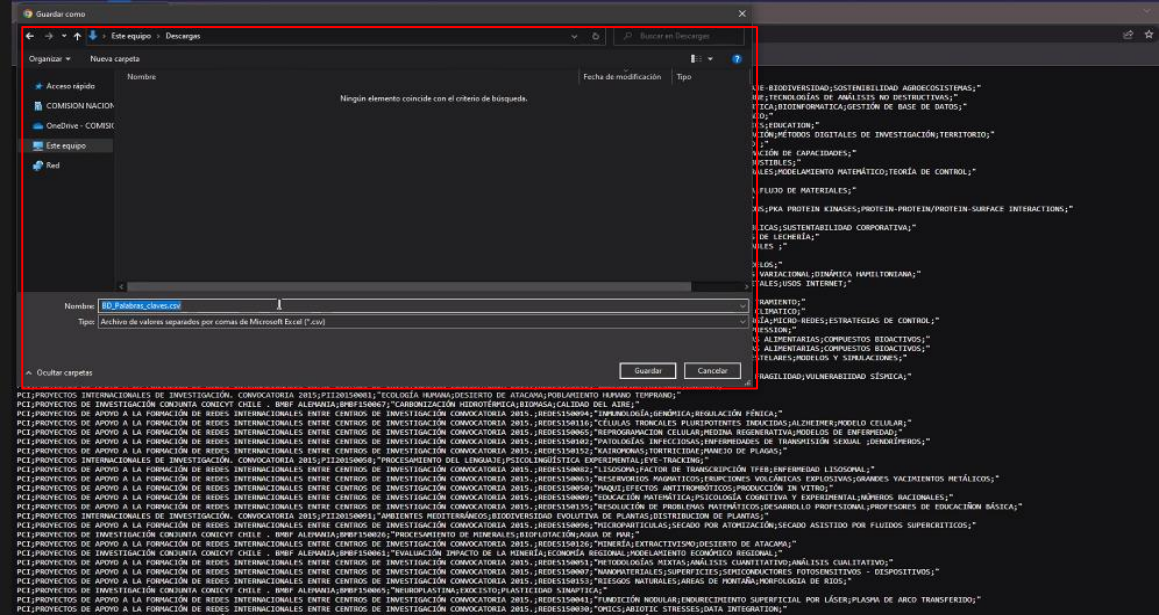 Guardar como
Este equipo › Descargas
Buscar en Descargas
Organizar
Nueva carpeta
Nombre
Fecha de modificación
Tipo
Acceso rápido
COMISION NACION
OneDrive - COMISIO
Este equipo
Red
Ningún elemento coincide con el criterio de búsqueda.
Nombre: BD_Palabras_claves.csv
Tipo: Archivo de valores separados por comas de Microsoft Excel (*.csv)
Ocultar carpetas
Guardar
Cancelar
E-BIODIVERSIDAD;SOSTENIBILIDAD AGROECOSISTEMAS;"
E;TECNOLOGÍAS DE ANÁLISIS NO DESTRUCTIVAS;"
ICA;BIOINFORMATICA;GESTIÓN DE BASE DE DATOS;"
O;"
S;EDUCATION;"
IÓN;MÉTODOS DIGITALES DE INVESTIGACIÓN;TERRITORIO;"
ACIÓN DE CAPACIDADES;"
USTIBLES;"
ALES;MODELAMIENTO MATEMÁTICO;TEORÍA DE CONTROL;"
FLUJO DE MATERIALES;"
S;PKA PROTEIN KINASES;PROTEIN-PROTEIN/PROTEIN-SURFACE INTERACTIONS;"
ICAS;SUSTENTABILIDAD CORPORATIVA;"
DE LECHERÍA;"
BLES ;"
ELOS;"
VARIACIONAL;DINÁMICA HAMILTONIANA;"
TALES;USOS INTERNET;"
RAMIENTO;"
CLIMATICO;"
GÍA;MICRO-REDES;ESTRATEGIAS DE CONTROL;"
ESSION;"
S ALIMENTARIAS;COMPUESTOS BIOACTIVOS;"
S ALIMENTARIAS;COMPUESTOS BIOACTIVOS;"
STELARES;MODELOS Y SIMULACIONES;"
FRAGILIDAD;VULNERABIIDAD SÍSMICA;"
PCI;PROYECTOS INTERNACIONALES DE INVESTIGACIÓN. CONVOCATORIA 2015;PII20150081;"ECOLOGÍA HUMANA;DESIERTO DE ATACAMA;POBLAMIENTO HUMANO TEMPRANO;"
PCI;PROYECTOS DE INVESTIGACIÓN CONJUNTA CONICYT CHILE . BMBF ALEMANIA;BMBF150067;"CARBONIZACIÓN HIDROTÉRMICA;BIOMASA;CALIDAD DEL AIRE;"
PCI;PROYECTOS DE APOYO A LA FORMACIÓN DE REDES INTERNACIONALES ENTRE CENTROS DE INVESTIGACIÓN CONVOCATORIA 2015.;REDES150094;"INMUNOLOGÍA;GENÓMICA;REGULACIÓN FÉNICA;"
PCI;PROYECTOS DE APOYO A LA FORMACIÓN DE REDES INTERNACIONALES ENTRE CENTROS DE INVESTIGACIÓN CONVOCATORIA 2015.;REDES150116;"CÉLULAS TRONCALES PLURIPOTENTES INDUCIDAS;ALZHEIMER;MODELO CELULAR;"
PCI;PROYECTOS DE APOYO A LA FORMACIÓN DE REDES INTERNACIONALES ENTRE CENTROS DE INVESTIGACIÓN CONVOCATORIA 2015.;REDES150065;"REPROGRAMACION CELULAR;MEDINA REGENERATIVA;MODELOS DE ENFERMEDAD;"
PCI;PROYECTOS DE APOYO A LA FORMACIÓN DE REDES INTERNACIONALES ENTRE CENTROS DE INVESTIGACIÓN CONVOCATORIA 2015.;REDES150102;"PATOLOGÍAS INFECCIOSAS;ENFERMEDADES DE TRANSMISIÓN SEXUAL ;DENDRÍMEROS;"
PCI;PROYECTOS DE APOYO A LA FORMACIÓN DE REDES INTERNACIONALES ENTRE CENTROS DE INVESTIGACIÓN CONVOCATORIA 2015.;REDES150152;"KAIROMONAS;TORTRICIDAE;MANEJO DE PLAGAS;"
PCI;PROYECTOS INTERNACIONALES DE INVESTIGACIÓN. CONVOCATORIA 2015;PII20150058;"PROCESAMIENTO DEL LENGUAJE;PSICOLINGÜÍSTICA EXPERIMENTAL;EYE-TRACKING;"
PCI;PROYECTOS DE APOYO A LA FORMACIÓN DE REDES INTERNACIONALES ENTRE CENTROS DE INVESTIGACIÓN CONVOCATORIA 2015.;REDES150082;"LISOSOMA;FACTOR DE TRANSCRIPCIÓN TFEB;ENFERMEDAD LISOSOMAL;"
PCI;PROYECTOS DE APOYO A LA FORMACIÓN DE REDES INTERNACIONALES ENTRE CENTROS DE INVESTIGACIÓN CONVOCATORIA 2015.;REDES150063;"RESERVORIOS MAGMATICOS;ERUPCIONES VOLCÁNICAS EXPLOSIVAS;GRANDES YACIMIENTOS METÁLICOS;"
PCI;PROYECTOS DE APOYO A LA FORMACIÓN DE REDES INTERNACIONALES ENTRE CENTROS DE INVESTIGACIÓN CONVOCATORIA 2015.;REDES150050;"MAQUI;EFECTOS ANTITROMBÓTICOS;PRODUCCIÓN IN VITRO;"
PCI;PROYECTOS DE APOYO A LA FORMACIÓN DE REDES INTERNACIONALES ENTRE CENTROS DE INVESTIGACIÓN CONVOCATORIA 2015.;REDES150009;"EDUCACIÓN MATEMÁTICA;PSICOLOGÍA COGNITIVA Y EXPERIMENTAL;NÚMEROS RACIONALES;"
PCI;PROYECTOS DE APOYO A LA FORMACIÓN DE REDES INTERNACIONALES ENTRE CENTROS DE INVESTIGACIÓN CONVOCATORIA 2015.;REDES150135;"RESOLUCIÓN DE PROBLEMAS MATEMÁTICOS;DESARROLLO PROFESIONAL;PROFESORES DE EDUCACIÑON BÁSICA;"
PCI;PROYECTOS INTERNACIONALES DE INVESTIGACIÓN. CONVOCATORIA 2015;PII20150091;"AMBIENTES MEDITERRÁNEOS;BIODIVERSIDAD EVOLUTIVA DE PLANTAS;DISTRIBUCION DE PLANTAS;"
PCI;PROYECTOS DE APOYO A LA FORMACIÓN DE REDES INTERNACIONALES ENTRE CENTROS DE INVESTIGACIÓN CONVOCATORIA 2015.;REDES150096;"MICROPARTÍCULAS;SECADO POR ATOMIZACIÓN;SECADO ASISTIDO POR FLUIDOS SUPERCRITICOS;"
PCI;PROYECTOS DE INVESTIGACIÓN CONJUNTA CONICYT CHILE . BMBF ALEMANIA;BMBF150026;"PROCESAMIENTO DE MINERALES;BIOFLOTACIÓN;AGUA DE MAR;"
PCI;PROYECTOS DE APOYO A LA FORMACIÓN DE REDES INTERNACIONALES ENTRE CENTROS DE INVESTIGACIÓN CONVOCATORIA 2015.;REDES150126;"MINERÍA;EXTRACTIVISMO;DESIERTO DE ATACAMA;"
PCI;PROYECTOS DE INVESTIGACIÓN CONJUNTA CONICYT CHILE . BMBF ALEMANIA;BMBF150061;"EVALUACIÓN IMPACTO DE LA MINERÍA;ECONOMÍA REGIONAL;MODELAMIENTO ECONÓMICO REGIONAL;"
PCI;PROYECTOS DE APOYO A LA FORMACIÓN DE REDES INTERNACIONALES ENTRE CENTROS DE INVESTIGACIÓN CONVOCATORIA 2015.;REDES150051;"METODOLOGÍAS MIXTAS;ANÁLISIS CUANTITATIVO;ANÁLISIS CUALITATIVO;"
PCI;PROYECTOS DE APOYO A LA FORMACIÓN DE REDES INTERNACIONALES ENTRE CENTROS DE INVESTIGACIÓN CONVOCATORIA 2015.;REDES150007;"NANOMATERIALES;SUPERFICIES;SEMICONDUCTORES FOTOSENSITIVOS - DISPOSITIVOS;"
PCI;PROYECTOS DE APOYO A LA FORMACIÓN DE REDES INTERNACIONALES ENTRE CENTROS DE INVESTIGACIÓN CONVOCATORIA 2015.;REDES150153;"RIESGOS NATURALES;AREAS DE MONTAÑA;MORFOLOGIA DE RIOS;"
PCI;PROYECTOS DE INVESTIGACIÓN CONJUNTA CONICYT CHILE . BMBF ALEMANIA;BMBF150065;"NEUROPLASTINA;EXOCISTO;PLASTICIDAD SINAPTICA;"
PCI;PROYECTOS DE APOYO A LA FORMACIÓN DE REDES INTERNACIONALES ENTRE CENTROS DE INVESTIGACIÓN CONVOCATORIA 2015.;REDES150041;"FUNDICIÓN NODULAR;ENDURECIMIENTO SUPERFICIAL POR LÁSER;PLASMA DE ARCO TRANSFERIDO;"
PCI;PROYECTOS DE APOYO A LA FORMACIÓN DE REDES INTERNACIONALES ENTRE CENTROS DE INVESTIGACIÓN CONVOCATORIA 2015.;REDES150030;"OMICS;ABIOTIC STRESSES;DATA INTEGRATION;"